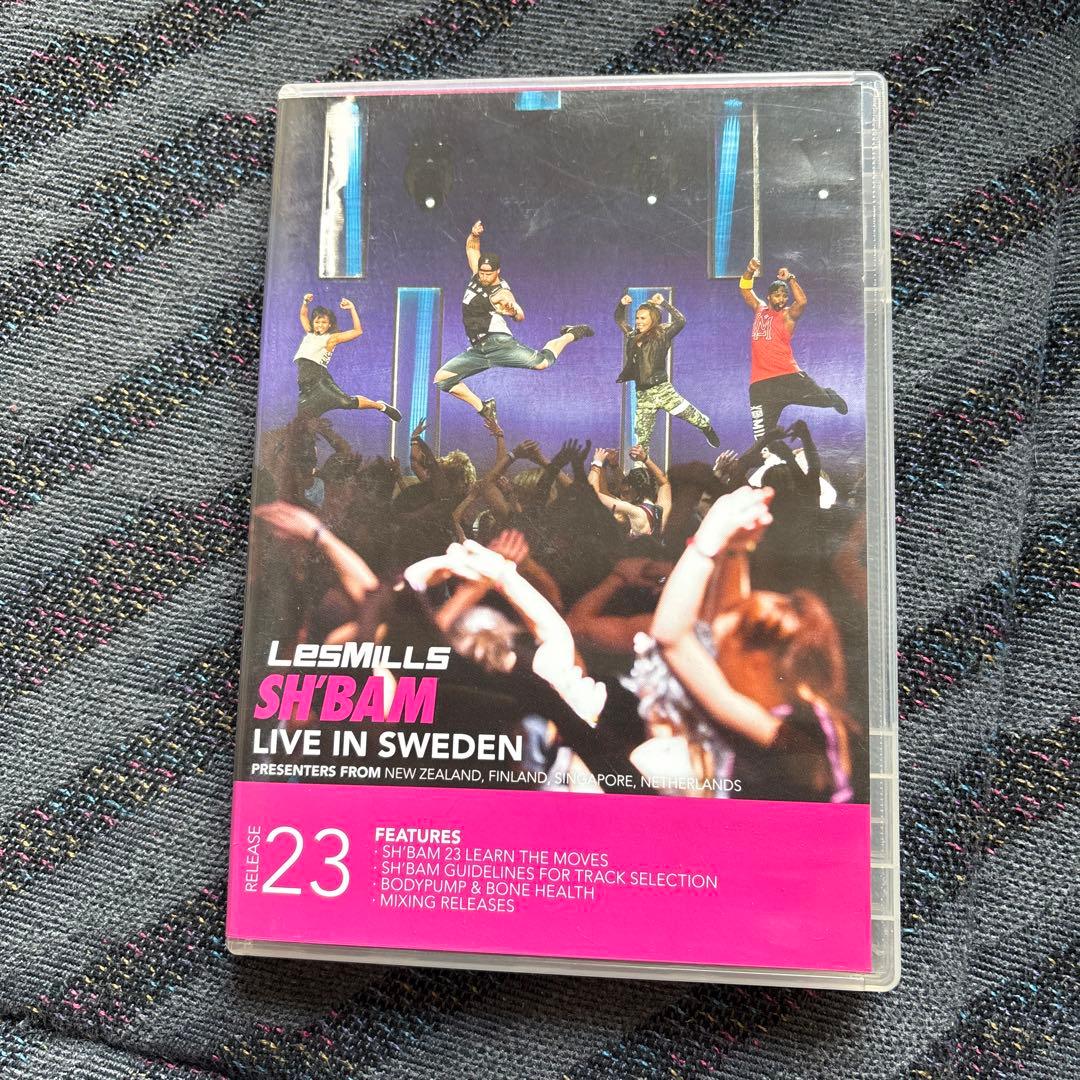 LESMILLS
SH'BAM
LIVE IN SWEDEN
PRESENTERS FROM NEW ZEALAND, FINLAND, SINGAPORE, NETHERLANDS
RELEASE
23
FEATURES
· SH'BAM 23 LEARN THE MOVES
· SH'BAM GUIDELINES FOR TRACK SELECTION
· BODYPUMP & BONE HEALTH
· MIXING RELEASES